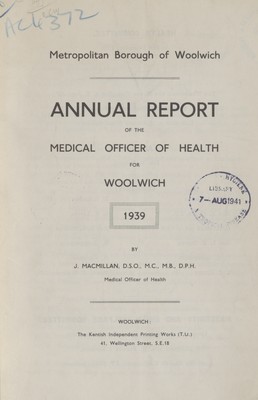 AC4372
Metropolitan Borough of Woolwich
ANNUAL REPORT
OF THE
MEDICAL OFFICER OF HEALTH
FOR
WOOLWICH
LIBRARY
7- AUG 1941
1939
BY
J. MACMILLAN, D.S.O., M.C., M.B., D.P.H.
Medical Officer of Health
WOOLWICH:
The Kentish Independent Printing Works (T.U.)
41, Wellington Street, S.E.18